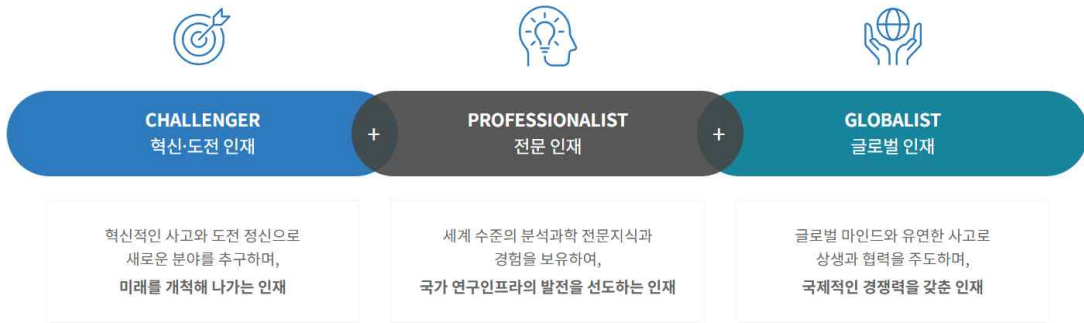 CHALLENGER
혁신·도전 인재
+
PROFESSIONALIST
전문 인재
+
GLOBALIST
글로벌 인재
혁신적인 사고와 도전 정신으로
새로운 분야를 추구하며,
미래를 개척해 나가는 인재
세계 수준의 분석과학 전문지식과
경험을 보유하여,
국가 연구인프라의 발전을 선도하는 인재
글로벌 마인드와 유연한 사고로
상생과 협력을 주도하며,
국제적인 경쟁력을 갖춘 인재